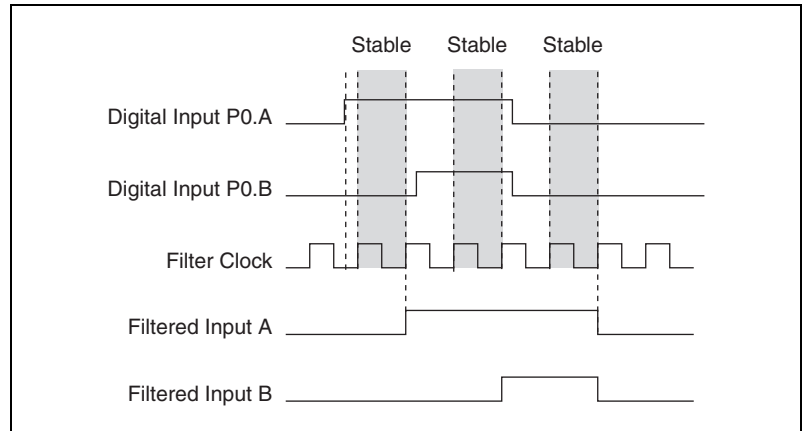 Stable Stable Stable
Digital Input P0.A
Digital Input P0.B
Filter Clock
Filtered Input A
Filtered Input B